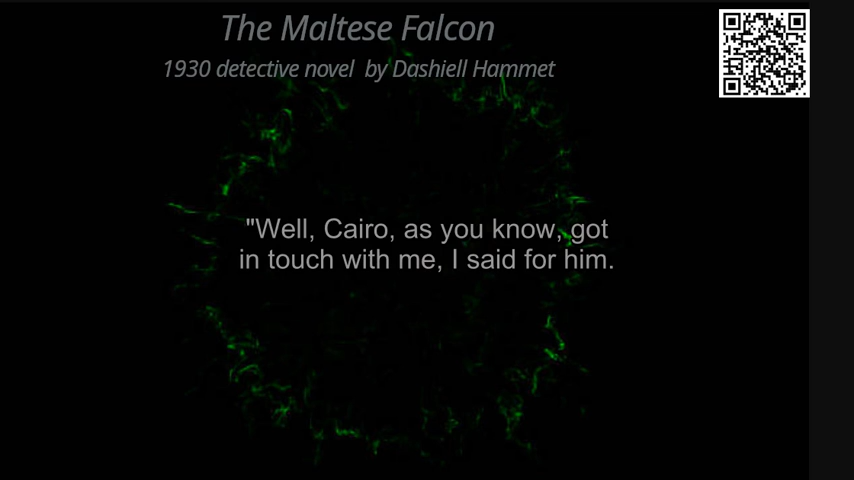 The Maltese Falcon
1930 detective novel by Dashiell Hammet
"Well, Cairo, as you know, got
in touch with me, I said for him.